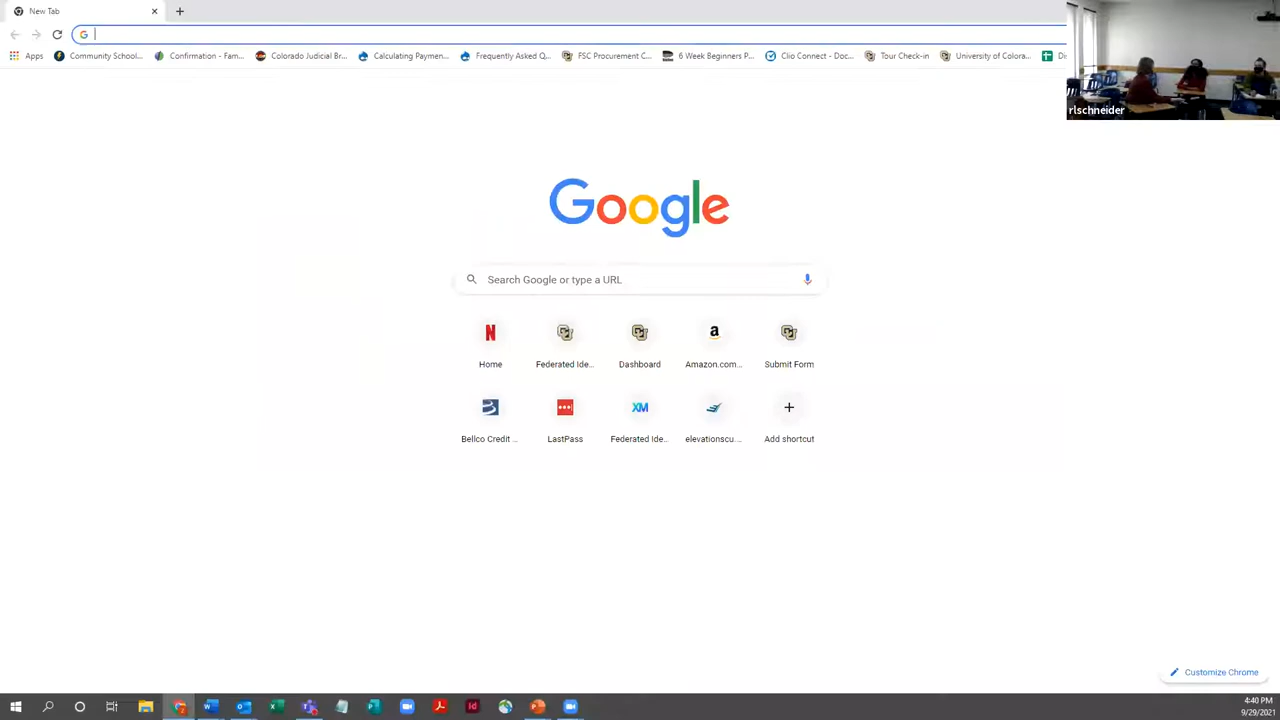 New Tab
Apps
Community School...
Confirmation - Fam...
Colorado Judicial Br...
Calculating Paymen...
Frequently Asked Q...
FSC Procurement C...
6 Week Beginners P...
Clio Connect - Doc...
Tour Check-in
University of Colora...
Di
rlschneider
Google
Search Google or type a URL
Home
Federated Ide...
Dashboard
Amazon.com...
Submit Form
Bellco Credit ...
LastPass
Federated Ide...
elevationscu....
Add shortcut
Customize Chrome
4:40 PM
9/29/2021